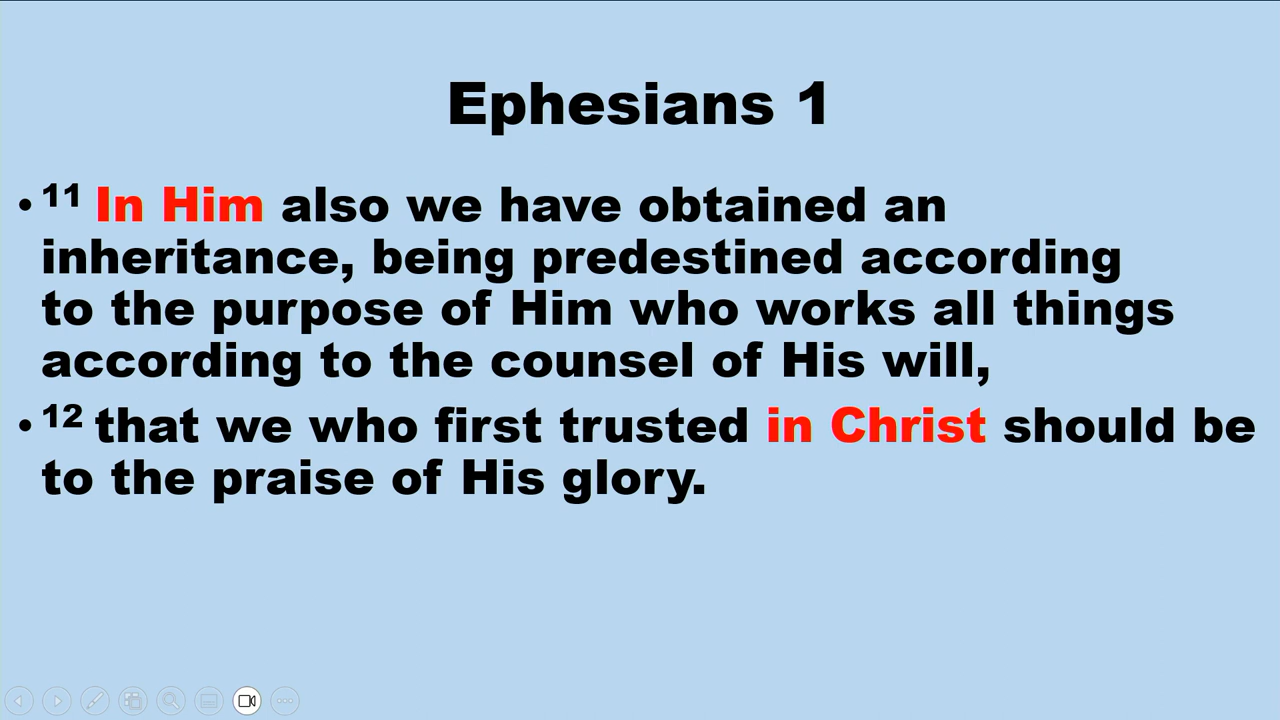 Ephesians 1
• 11 In Him also we have obtained an
inheritance, being predestined according
to the purpose of Him who works all things
according to the counsel of His will,
• 12 that we who first trusted in Christ should be
to the praise of His glory.